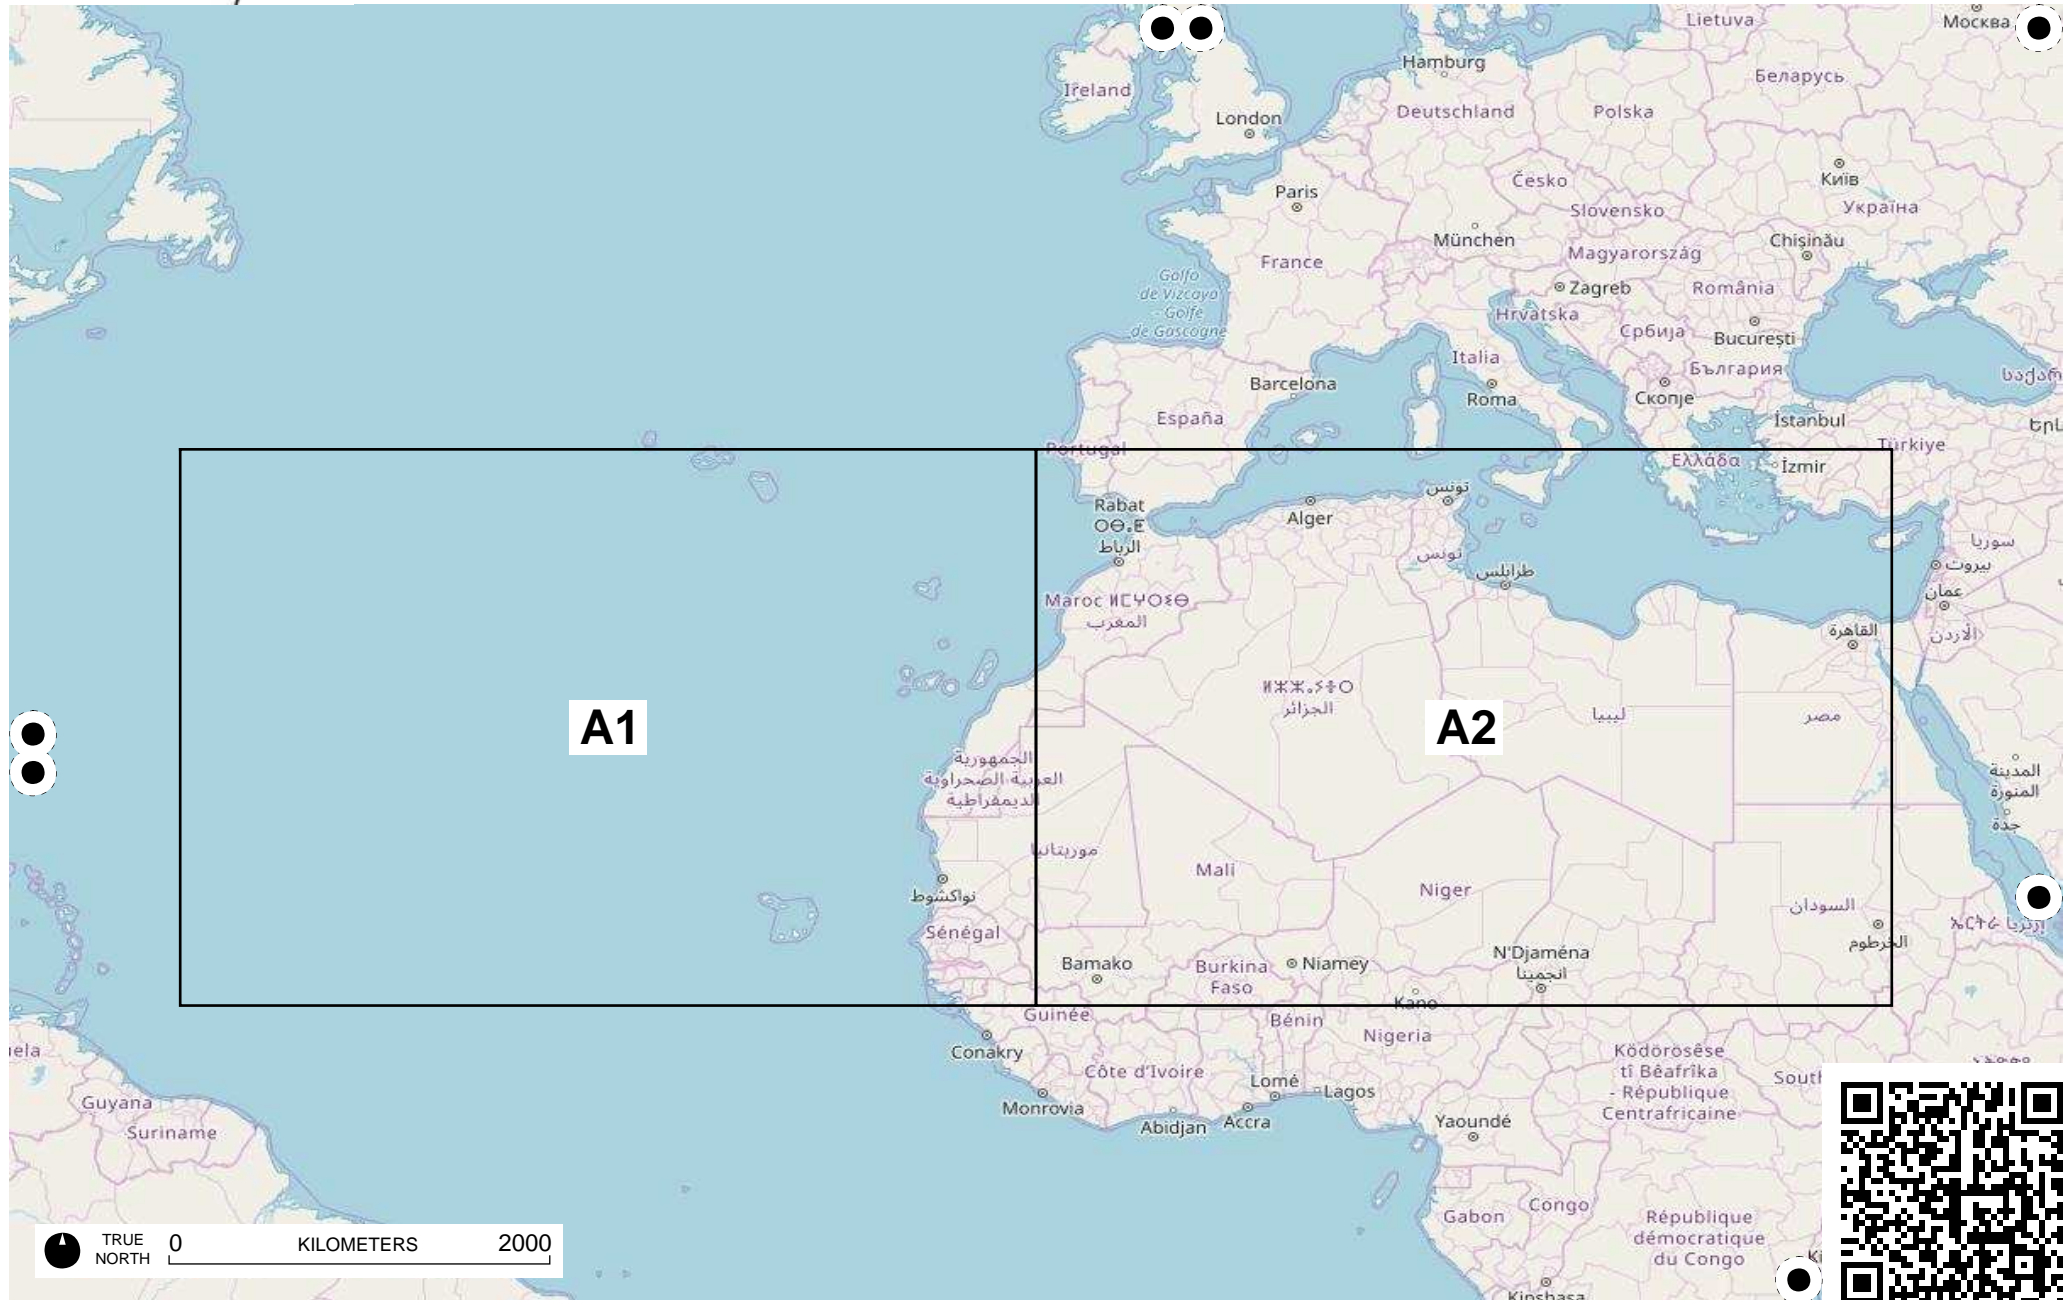 Lietuva
Москва
Hamburg
Беларусь
Ireland
Deutschland
Polska
London
Київ
Україна
Paris
Česko
Slovensko
München
Chișinău
Magyarország
France
Golfo
de Vizcaya
- Golfe
de Gascogne
Zagreb
România
Hrvatska
Србија
București
Italia
България
Barcelona
Roma
Скопје
España
İstanbul
Türkiye
Portugal
Ελλάδα
İzmir
تونس
Rabat
ⵔⴱⴰⵟ
الرباط
Alger
سوريا
تونس
طرابلس
بيروت
عمان
Maroc ⵍⵎⵖⵔⵉⴱ
المغرب
القاهرة
الأردن
ⵍⵣⵣⴰⵢⵔ
الجزائر
A1
A2
ليبيا
مصر
الجمهورية
العربية الصحراوية
الديمقراطية
المدينة
المنورة
جدة
موريتانيا
Mali
Niger
نواكشوط
السودان
ኤርትራ إرتريا
Sénégal
الخرطوم
Bamako
Burkina
Faso
Niamey
N'Djaména
انجمينا
Kano
Guinée
Bénin
Nigeria
Conakry
Ködörösêse
tî Bêafrîka
- République
Centrafricaine
Côte d'Ivoire
Lomé
Lagos
Guyana
Monrovia
Abidjan
Accra
Yaoundé
Suriname
Gabon
Congo
République
démocratique
du Congo
TRUE
NORTH
0 KILOMETERS 2000
Kinshasa